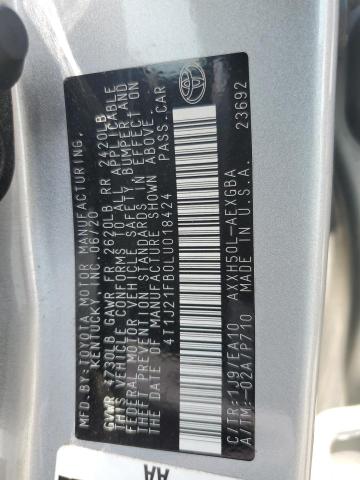 MFD. BY: TOYOTA MOTOR MANUFACTURING,
KENTUCKY, INC. 06/20
GVWR 4730LB GAWR FR 2620LB RR 2420LB
THIS VEHICLE CONFORMS TO ALL APPLICABLE
FEDERAL MOTOR VEHICLE SAFETY, BUMPER, AND
THEFT PREVENTION STANDARDS IN EFFECT ON
THE DATE OF MANUFACTURE SHOWN ABOVE.
4T1J21FB0LU018424 PASS.CAR
C/TR:1J9/EA10 AXXH50L-AEXGBA
A/TM:-02A/P710 MADE IN U.S.A. 23692
AA